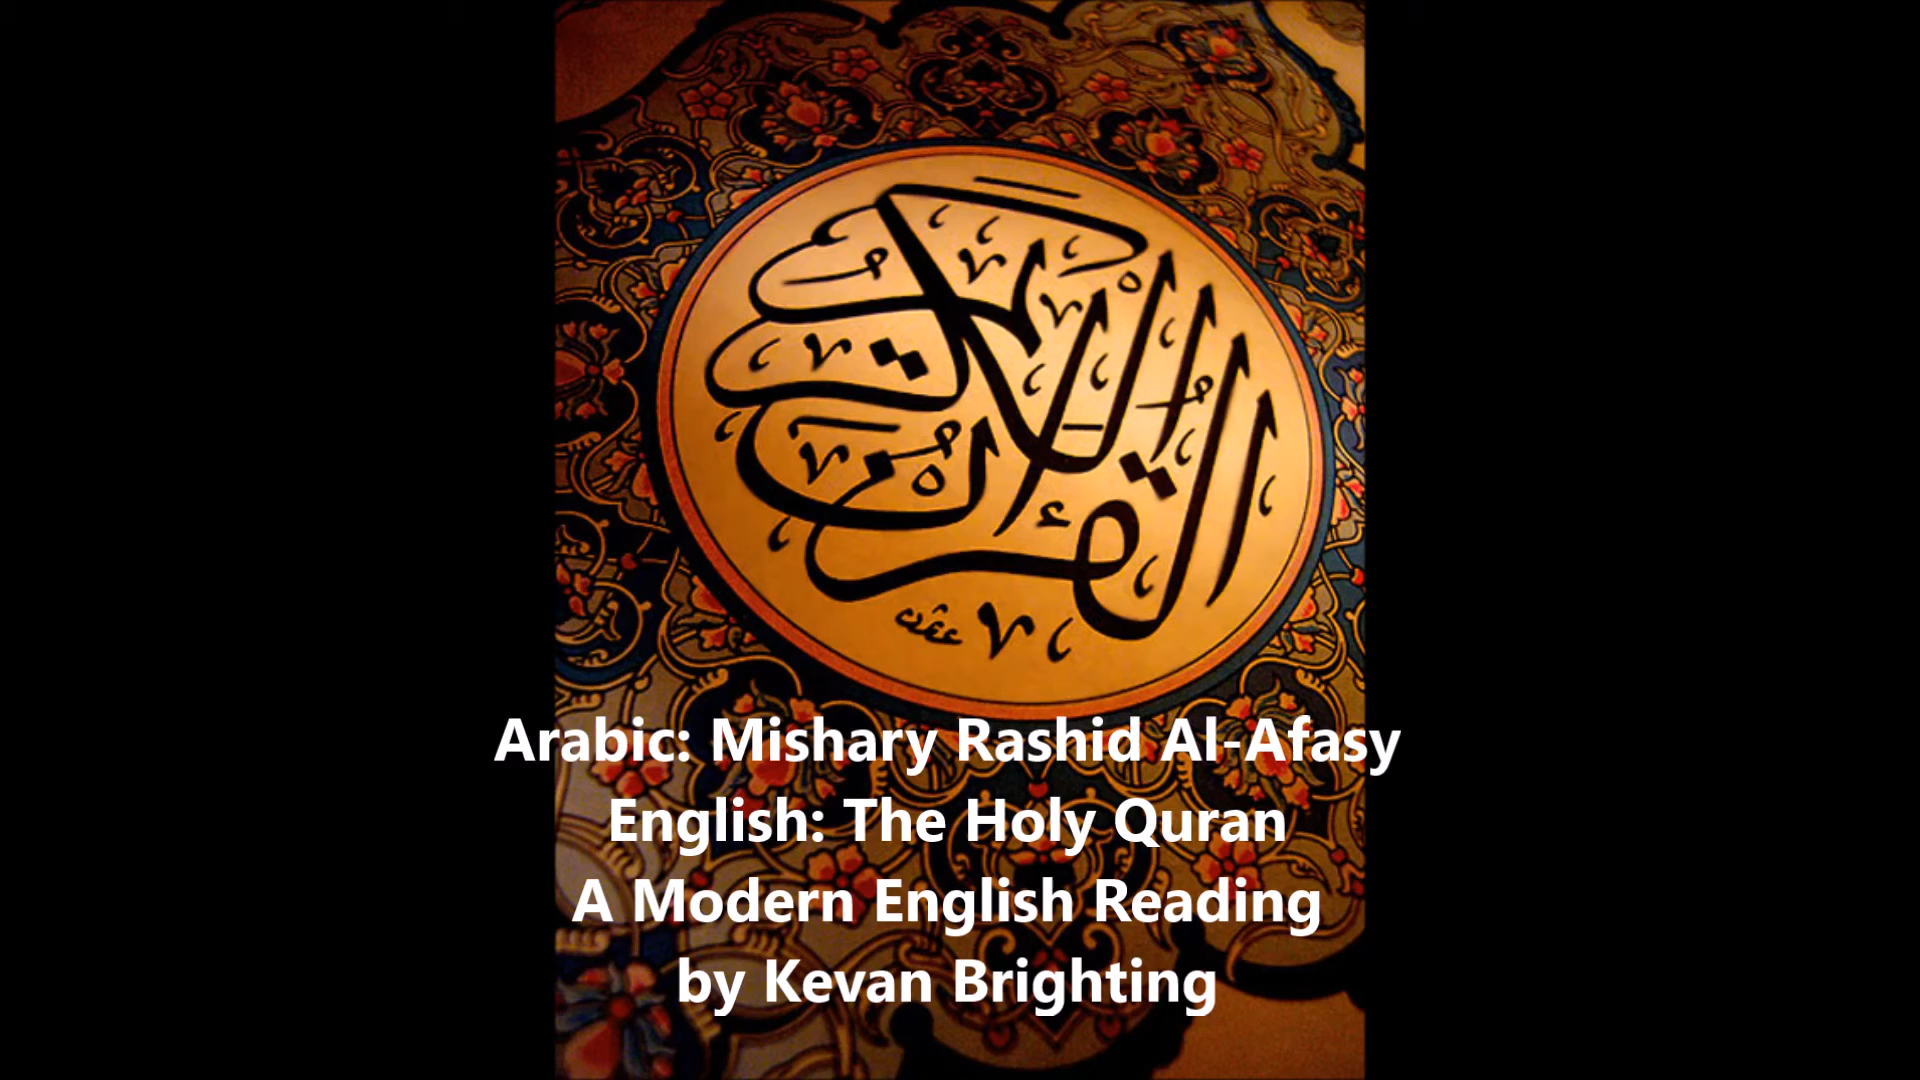 القرآن الكريم
Arabic: Mishary Rashid Al-Afasy
English: The Holy Quran
A Modern English Reading
by Kevan Brighting